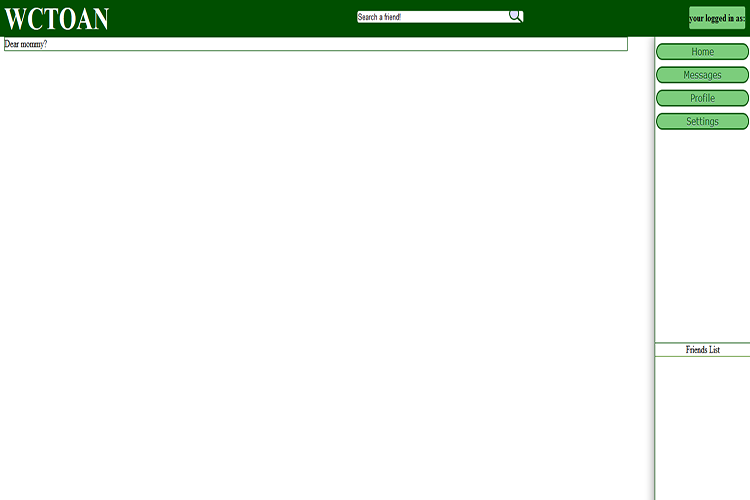 WCTOAN
Search a friend!
your logged in as:
Dear mommy?
Home
Messages
Profile
Settings
Friends List